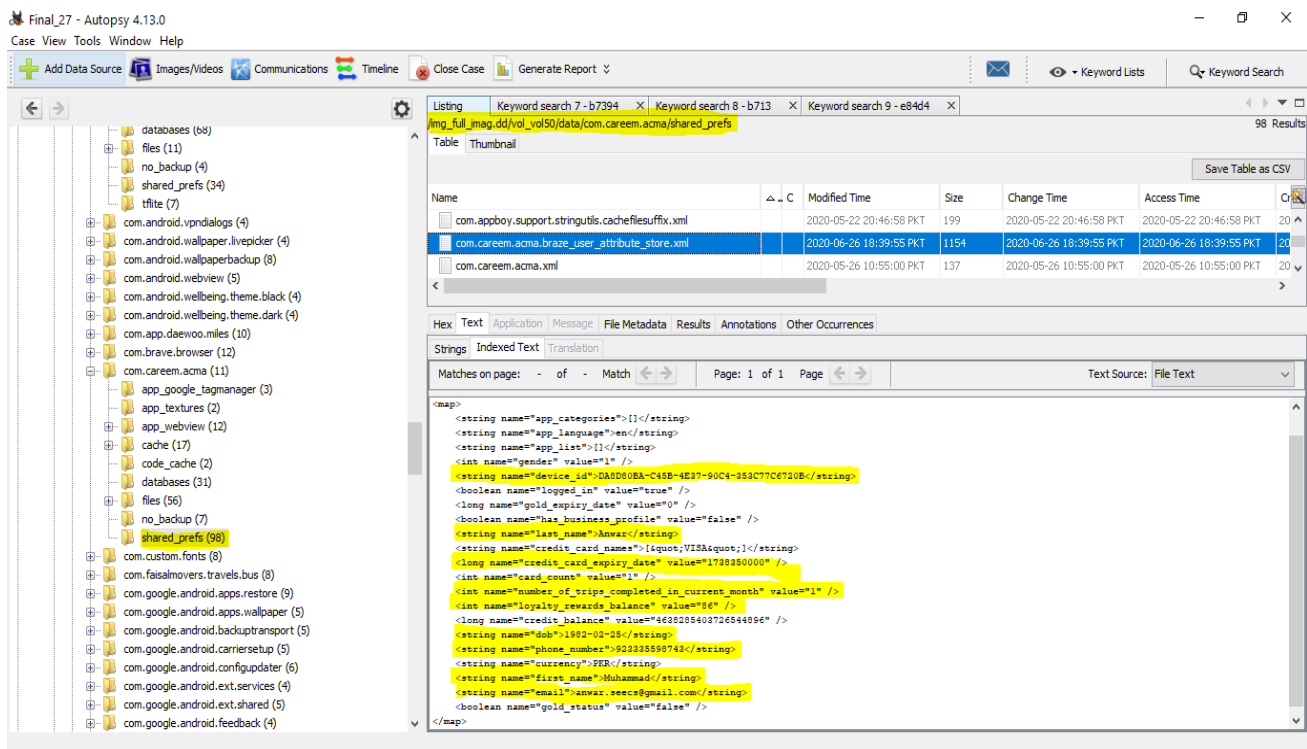 Final_27 - Autopsy 4.13.0
Case View Tools Window Help
Add Data Source Images/Videos Communications Timeline Close Case Generate Report Keyword Lists Keyword Search
databases (68)
files (11)
no_backup (4)
shared_prefs (34)
tflite (7)
com.android.vpndialogs (4)
com.android.wallpaper.livepicker (4)
com.android.wallpaperbackup (8)
com.android.webview (5)
com.android.wellbeing.theme.black (4)
com.android.wellbeing.theme.dark (4)
com.app.daewoo.miles (10)
com.brave.browser (12)
com.careem.acma (11)
app_google_tagmanager (3)
app_textures (2)
app_webview (12)
cache (17)
code_cache (2)
databases (31)
files (56)
no_backup (7)
shared_prefs (98)
com.custom.fonts (8)
com.faisalmovers.travels.bus (8)
com.google.android.apps.restore (9)
com.google.android.apps.wallpaper (5)
com.google.android.backuptransport (5)
com.google.android.carriersetup (5)
com.google.android.configupdater (6)
com.google.android.ext.services (4)
com.google.android.ext.shared (5)
com.google.android.feedback (4)
Listing Keyword search 7 - b7394 X Keyword search 8 - b713 X Keyword search 9 - e84d4 X
/img_full_imag.dd/vol_vol50/data/com.careem.acma/shared_prefs 98 Results
Table Thumbnail
Save Table as CSV
Name C Modified Time Size Change Time Access Time Cr
com.appboy.support.stringutils.cachefilesuffix.xml 2020-05-22 20:46:58 PKT 199 2020-05-22 20:46:58 PKT 2020-05-22 20:46:58 PKT 20
com.careem.acma.braze_user_attribute_store.xml 2020-06-26 18:39:55 PKT 1154 2020-06-26 18:39:55 PKT 2020-06-26 18:39:55 PKT 20
com.careem.acma.xml 2020-05-26 10:55:00 PKT 137 2020-05-26 10:55:00 PKT 2020-05-26 10:55:00 PKT 20
Hex Text Application Message File Metadata Results Annotations Other Occurrences
Strings Indexed Text Translation
Matches on page: - of - Match Page: 1 of 1 Page Text Source: File Text
<map>
<string name="app_categories">[]</string>
<string name="app_language">en</string>
<string name="app_list">[]</string>
<int name="gender" value="1" />
<string name="device_id">DA8D80BA-C45B-4E37-90C4-353C77C6720B</string>
<boolean name="logged_in" value="true" />
<long name="gold_expiry_date" value="0" />
<boolean name="has_business_profile" value="false" />
<string name="last_name">Anwar</string>
<string name="credit_card_names">[&quot;VISA&quot;]</string>
<long name="credit_card_expiry_date" value="1738350000" />
<int name="card_count" value="1" />
<int name="number_of_trips_completed_in_current_month" value="1" />
<int name="loyalty_rewards_balance" value="86" />
<long name="credit_balance" value="4638285403726544896" />
<string name="dob">1982-02-25</string>
<string name="phone_number">923335598743</string>
<string name="currency">PKR</string>
<string name="first_name">Muhammad</string>
<string name="email">anwar.seecs@gmail.com</string>
<boolean name="gold_status" value="false" />
</map>